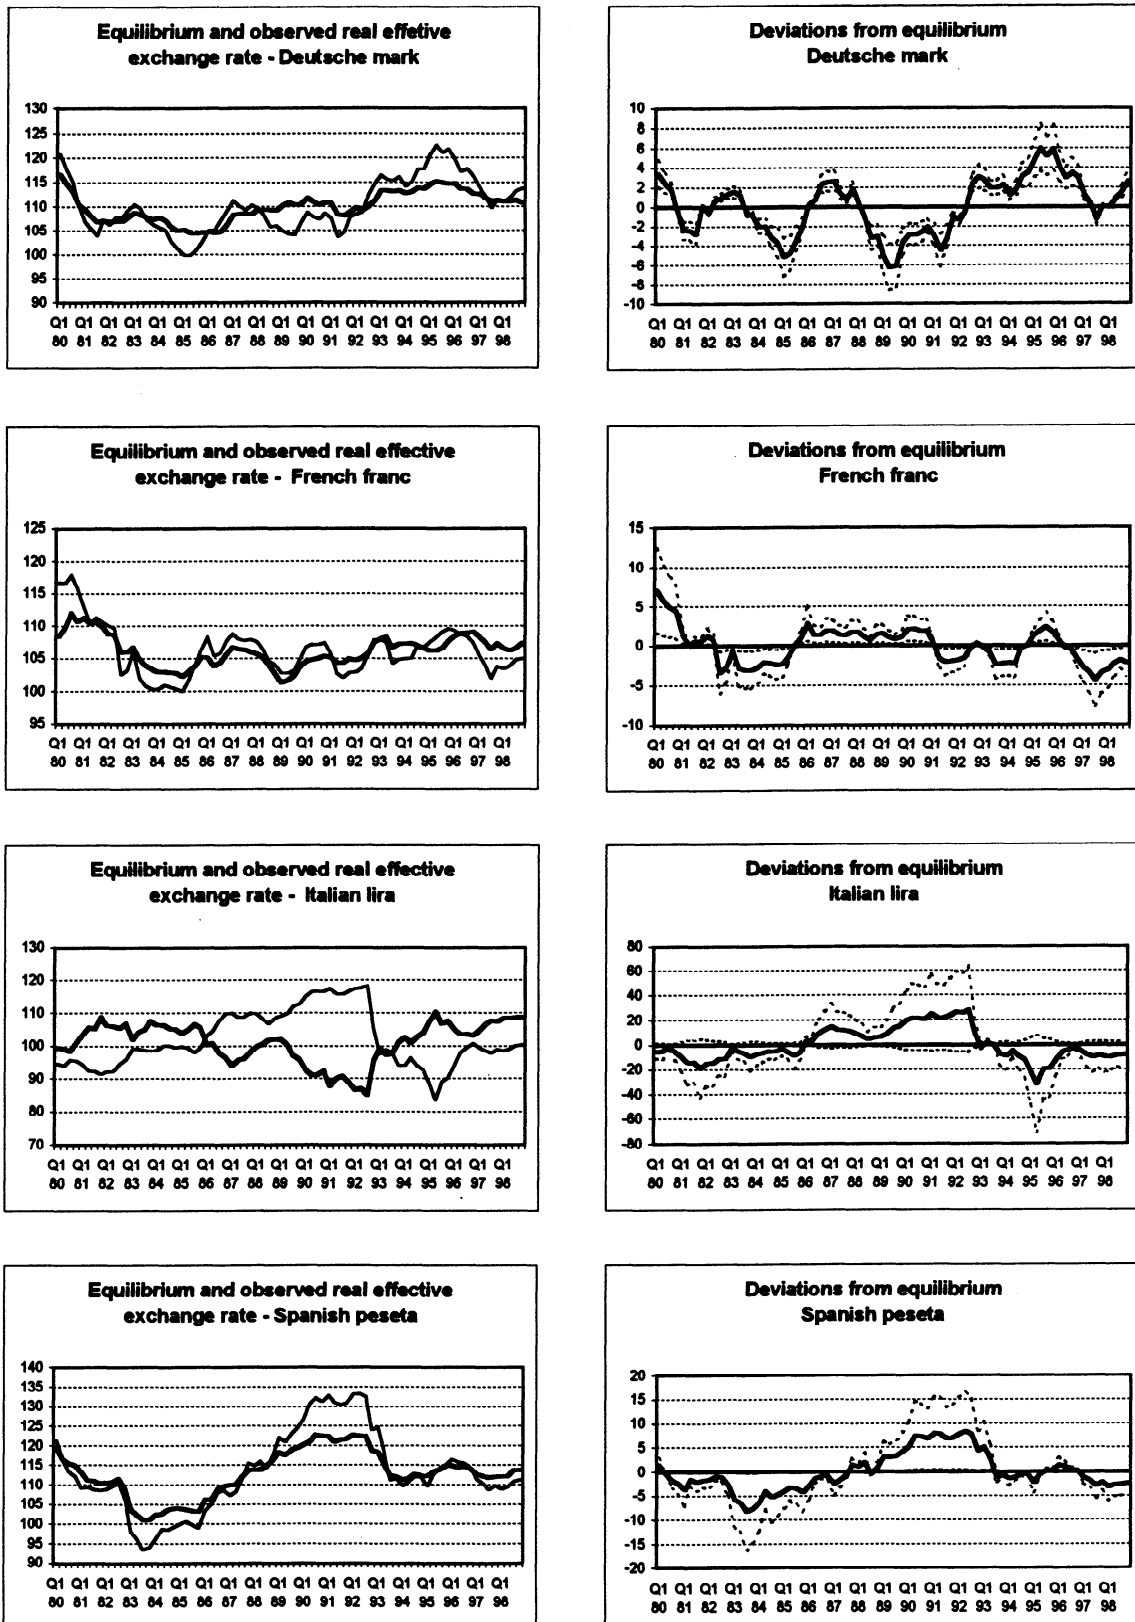 Equilibrium and observed real effetive
exchange rate - Deutsche mark
130
125
120
115
110
105
100
95
90
Q1 Q1 Q1 Q1 Q1 Q1 Q1 Q1 Q1 Q1 Q1 Q1 Q1 Q1 Q1 Q1 Q1 Q1 Q1
80 81 82 83 84 85 86 87 88 89 90 91 92 93 94 95 96 97 98
Deviations from equilibrium
Deutsche mark
10
8
6
4
2
0
-2
-4
-6
-8
-10
Q1 Q1 Q1 Q1 Q1 Q1 Q1 Q1 Q1 Q1 Q1 Q1 Q1 Q1 Q1 Q1 Q1 Q1 Q1
80 81 82 83 84 85 86 87 88 89 90 91 92 93 94 95 96 97 98
Equilibrium and observed real effective
exchange rate - French franc
125
120
115
110
105
100
95
Q1 Q1 Q1 Q1 Q1 Q1 Q1 Q1 Q1 Q1 Q1 Q1 Q1 Q1 Q1 Q1 Q1 Q1 Q1
80 81 82 83 84 85 86 87 88 89 90 91 92 93 94 95 96 97 98
Deviations from equilibrium
French franc
15
10
5
0
-5
-10
Q1 Q1 Q1 Q1 Q1 Q1 Q1 Q1 Q1 Q1 Q1 Q1 Q1 Q1 Q1 Q1 Q1 Q1 Q1
80 81 82 83 84 85 86 87 88 89 90 91 92 93 94 95 96 97 98
Equilibrium and observed real effective
exchange rate - Italian lira
130
120
110
100
90
80
70
Q1 Q1 Q1 Q1 Q1 Q1 Q1 Q1 Q1 Q1 Q1 Q1 Q1 Q1 Q1 Q1 Q1 Q1 Q1
80 81 82 83 84 85 86 87 88 89 90 91 92 93 94 95 96 97 98
Deviations from equilibrium
Italian lira
80
60
40
20
0
-20
-40
-60
-80
Q1 Q1 Q1 Q1 Q1 Q1 Q1 Q1 Q1 Q1 Q1 Q1 Q1 Q1 Q1 Q1 Q1 Q1 Q1
80 81 82 83 84 85 86 87 88 89 90 91 92 93 94 95 96 97 98
Equilibrium and observed real effective
exchange rate - Spanish peseta
140
135
130
125
120
115
110
105
100
95
90
Q1 Q1 Q1 Q1 Q1 Q1 Q1 Q1 Q1 Q1 Q1 Q1 Q1 Q1 Q1 Q1 Q1 Q1 Q1
80 81 82 83 84 85 86 87 88 89 90 91 92 93 94 95 96 97 98
Deviations from equilibrium
Spanish peseta
20
15
10
5
0
-5
-10
-15
-20
Q1 Q1 Q1 Q1 Q1 Q1 Q1 Q1 Q1 Q1 Q1 Q1 Q1 Q1 Q1 Q1 Q1 Q1 Q1
80 81 82 83 84 85 86 87 88 89 90 91 92 93 94 95 96 97 98